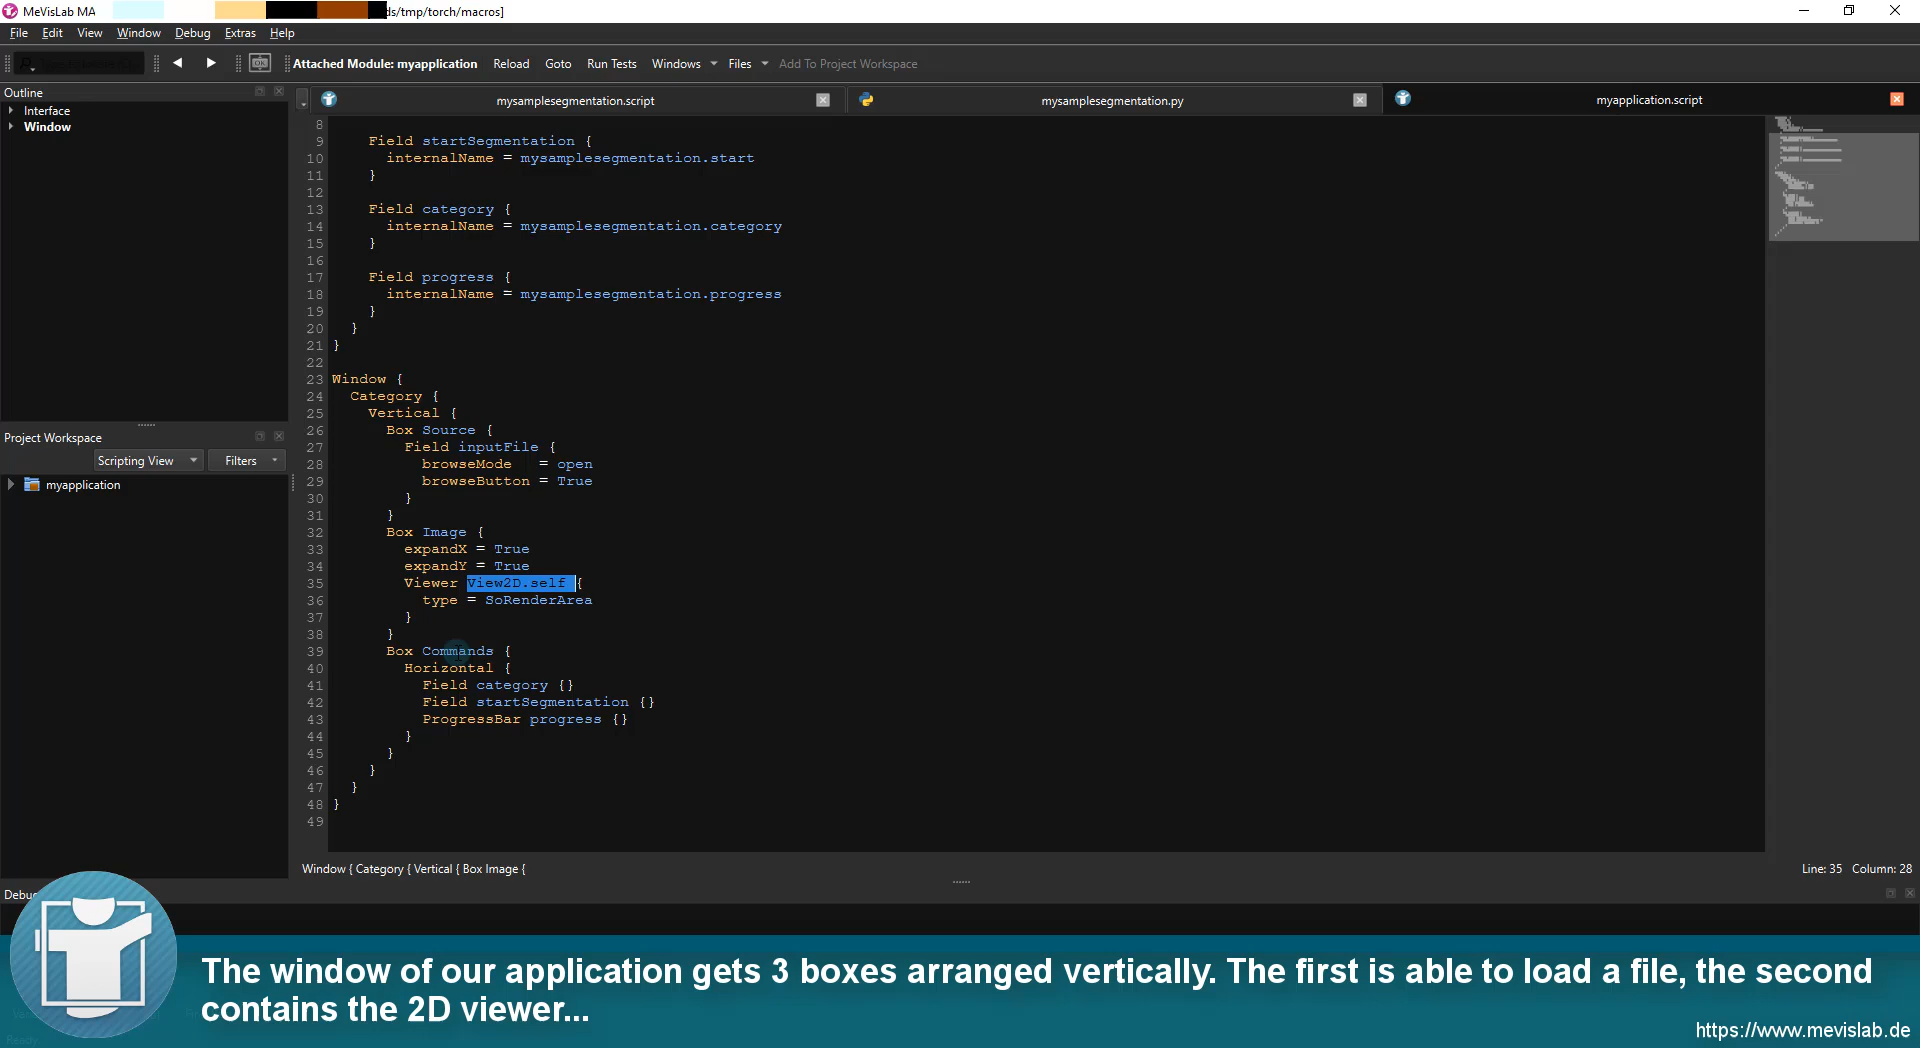 MeVisLab MA ds/tmp/torch/macros]
File Edit View Window Debug Extras Help
Attached Module: myapplication Reload Goto Run Tests Windows Files Add To Project Workspace
Outline
Interface
Window
Project Workspace
Scripting View Filters
myapplication
mysamplesegmentation.script mysamplesegmentation.py myapplication.script
8
9 Field startSegmentation {
10 internalName = mysamplesegmentation.start
11 }
12
13 Field category {
14 internalName = mysamplesegmentation.category
15 }
16
17 Field progress {
18 internalName = mysamplesegmentation.progress
19 }
20 }
21 }
22
23 Window {
24 Category {
25 Vertical {
26 Box Source {
27 Field inputFile {
28 browseMode = open
29 browseButton = True
30 }
31 }
32 Box Image {
33 expandX = True
34 expandY = True
35 Viewer View2D.self {
36 type = SoRenderArea
37 }
38 }
39 Box Commands {
40 Horizontal {
41 Field category {}
42 Field startSegmentation {}
43 ProgressBar progress {}
44 }
45 }
46 }
47 }
48 }
49
Window { Category { Vertical { Box Image { Line: 35 Column: 28
Debu
The window of our application gets 3 boxes arranged vertically. The first is able to load a file, the second
contains the 2D viewer...
https://www.mevislab.de